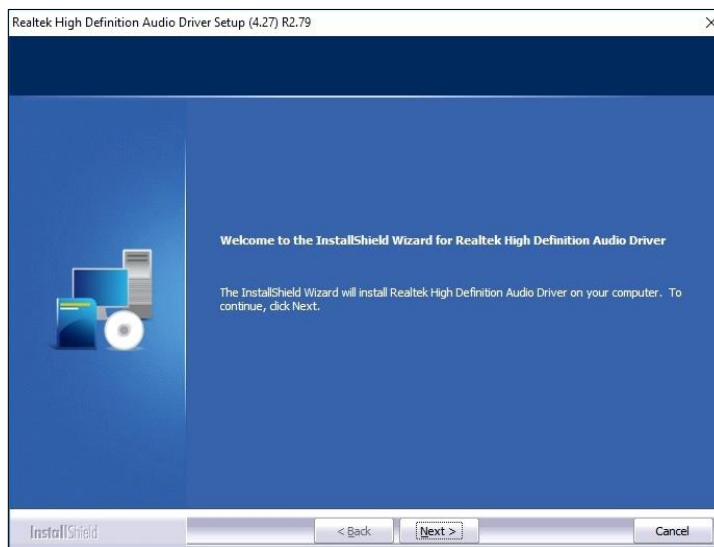 Realtek High Definition Audio Driver Setup (4.27) R2.79
Welcome to the InstallShield Wizard for Realtek High Definition Audio Driver
The InstallShield Wizard will install Realtek High Definition Audio Driver on your computer. To
continue, click Next.
InstallShield
< Back
Next >
Cancel